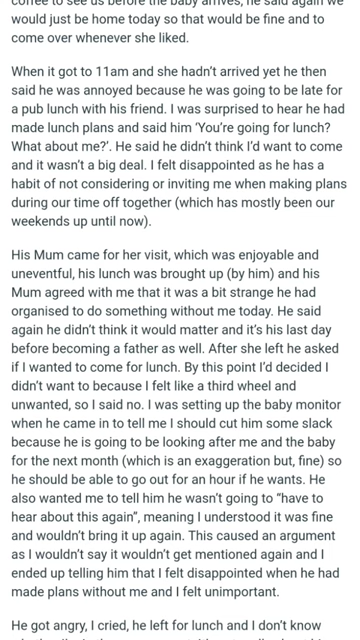 coffee to see us before the baby arrives, he said again we
would just be home today so that would be fine and to
come over whenever she liked.
When it got to 11am and she hadn't arrived yet he then
said he was annoyed because he was going to be late for
a pub lunch with his friend. I was surprised to hear he had
made lunch plans and said him 'You're going for lunch?
What about me?'. He said he didn't think I'd want to come
and it wasn't a big deal. I felt disappointed as he has a
habit of not considering or inviting me when making plans
during our time off together (which has mostly been our
weekends up until now).
His Mum came for her visit, which was enjoyable and
uneventful, his lunch was brought up (by him) and his
Mum agreed with me that it was a bit strange he had
organised to do something without me today. He said
again he didn't think it would matter and it's his last day
before becoming a father as well. After she left he asked
if I wanted to come for lunch. By this point I'd decided I
didn't want to because I felt like a third wheel and
unwanted, so I said no. I was setting up the baby monitor
when he came in to tell me I should cut him some slack
because he is going to be looking after me and the baby
for the next month (which is an exaggeration but, fine) so
he should be able to go out for an hour if he wants. He
also wanted me to tell him he wasn't going to "have to
hear about this again", meaning I understood it was fine
and wouldn't bring it up again. This caused an argument
as I wouldn't say it wouldn't get mentioned again and I
ended up telling him that I felt disappointed when he had
made plans without me and I felt unimportant.
He got angry, I cried, he left for lunch and I don't know